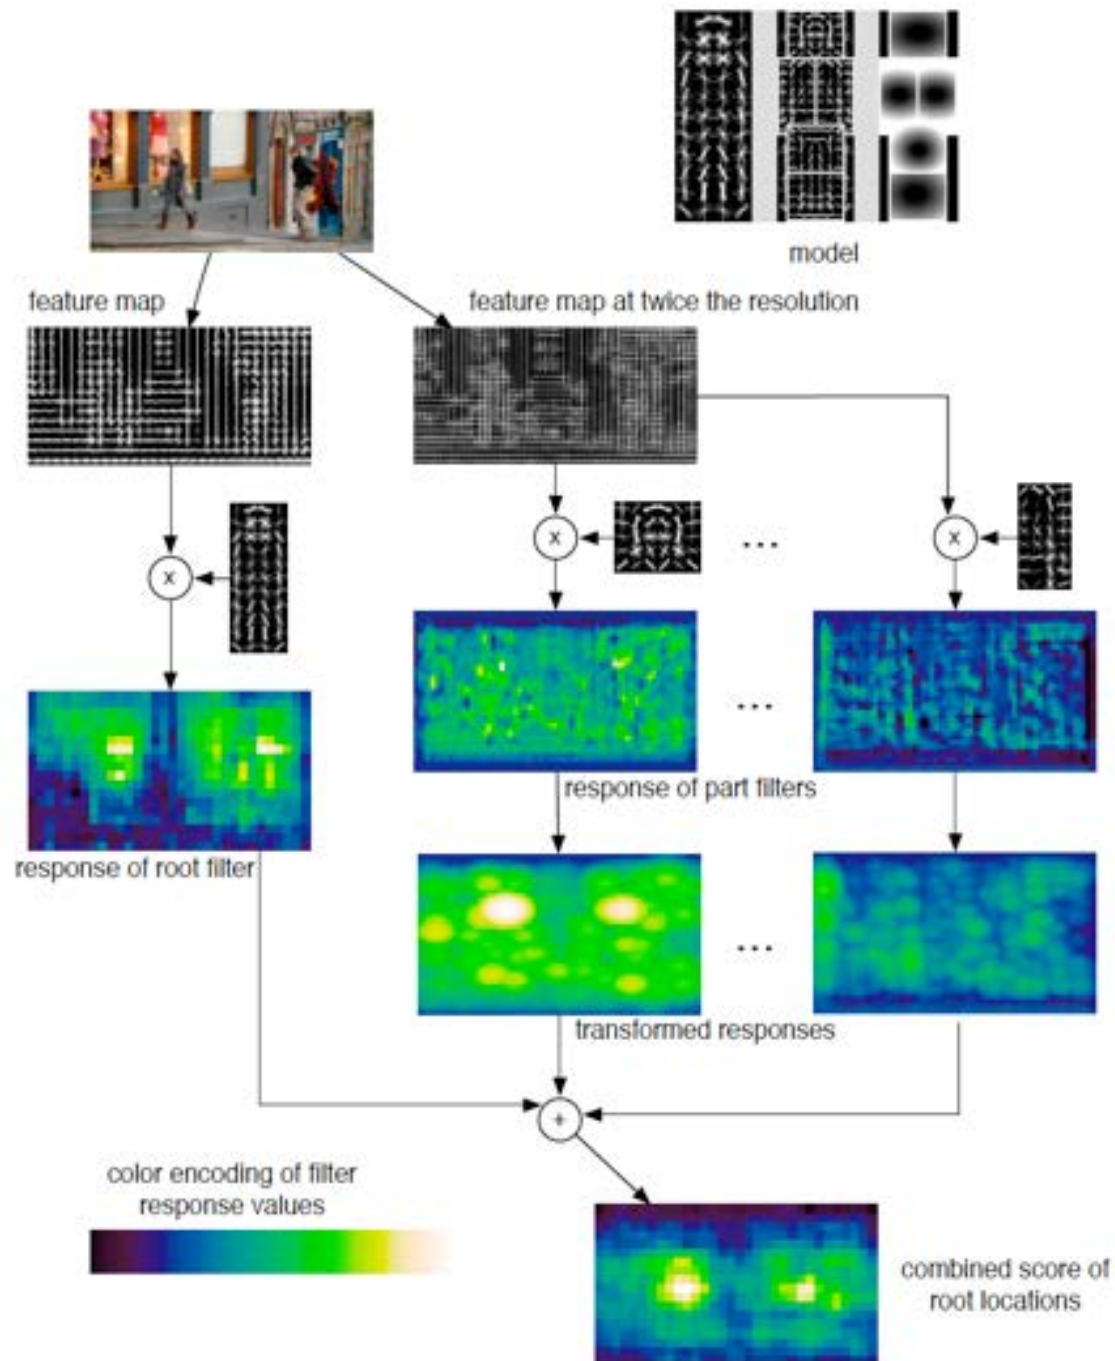 model
feature map
feature map at twice the resolution
x
x
...
x
...
response of part filters
response of root filter
...
transformed responses
+
color encoding of filter
response values
combined score of
root locations